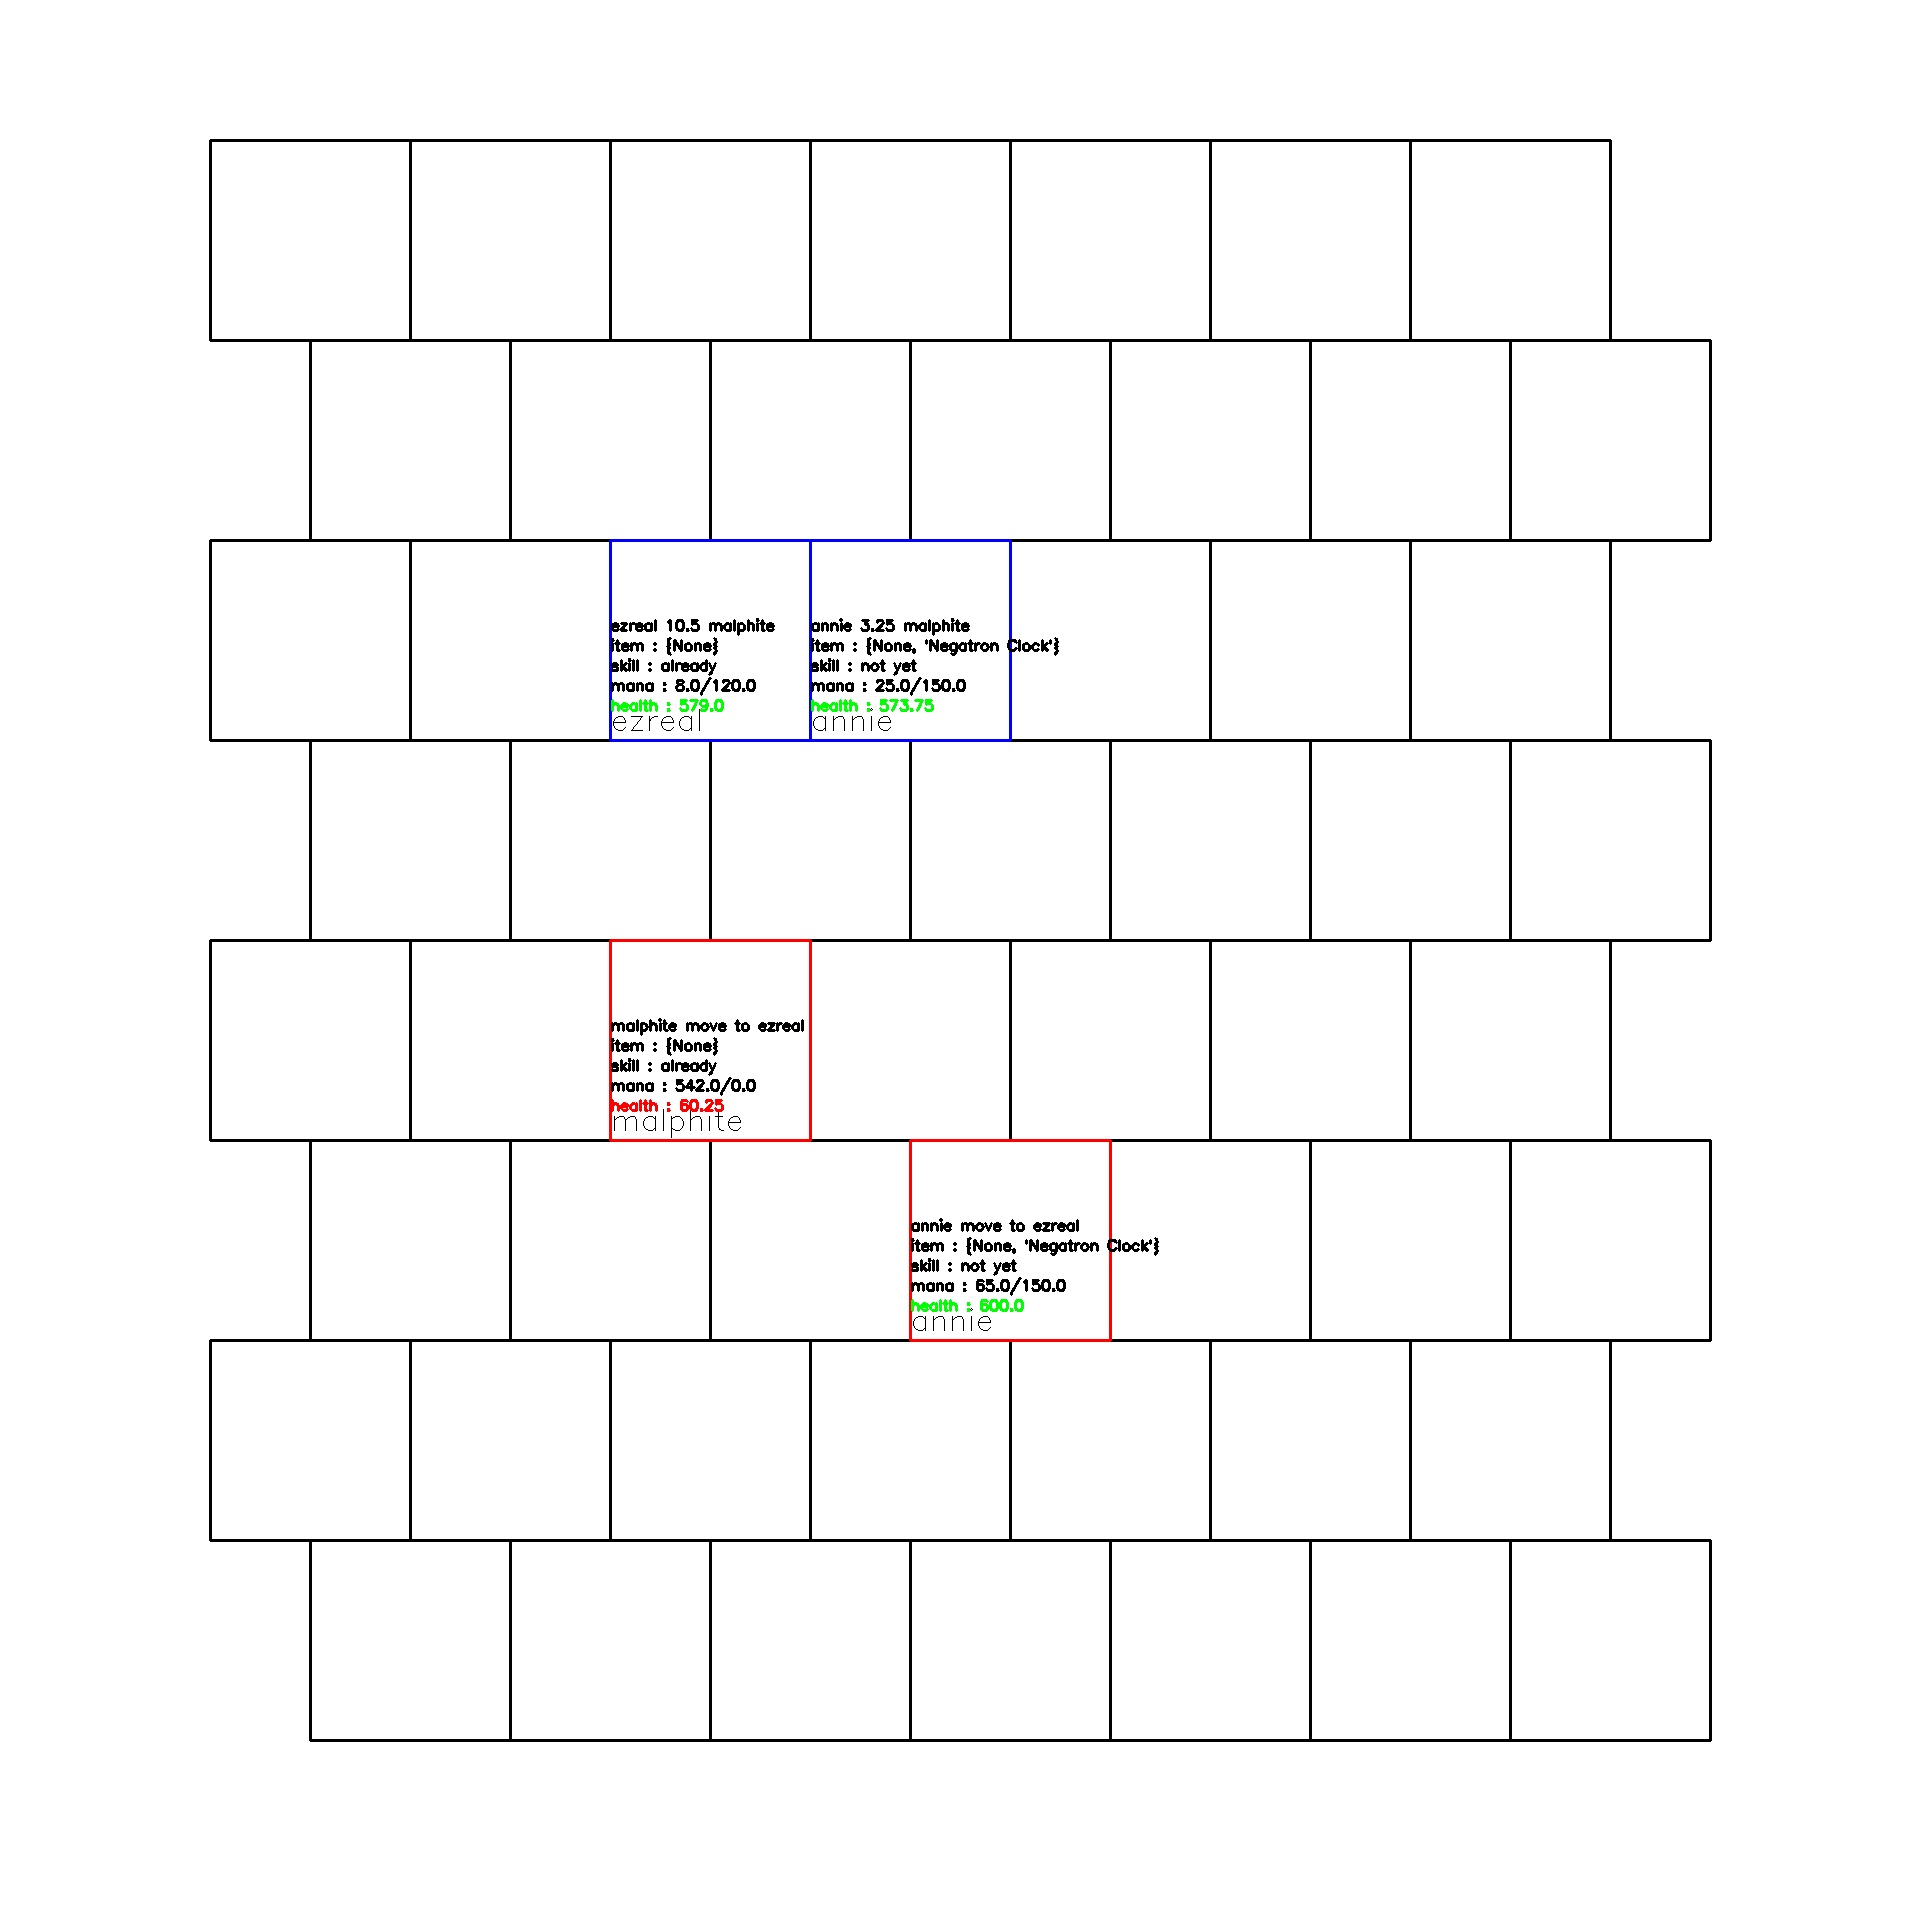 ezreal 10.5 malphite
item : {None}
skill : already
mana : 8.0/120.0
health : 579.0
ezreal
annie 3.25 malphite
item : {None, 'Negatron Clock'}
skill : not yet
mana : 25.0/150.0
health : 573.75
annie
malphite move to ezreal
item : {None}
skill : already
mana : 542.0/0.0
health : 60.25
malphite
annie move to ezreal
item : {None, 'Negatron Clock'}
skill : not yet
mana : 65.0/150.0
health : 600.0
annie